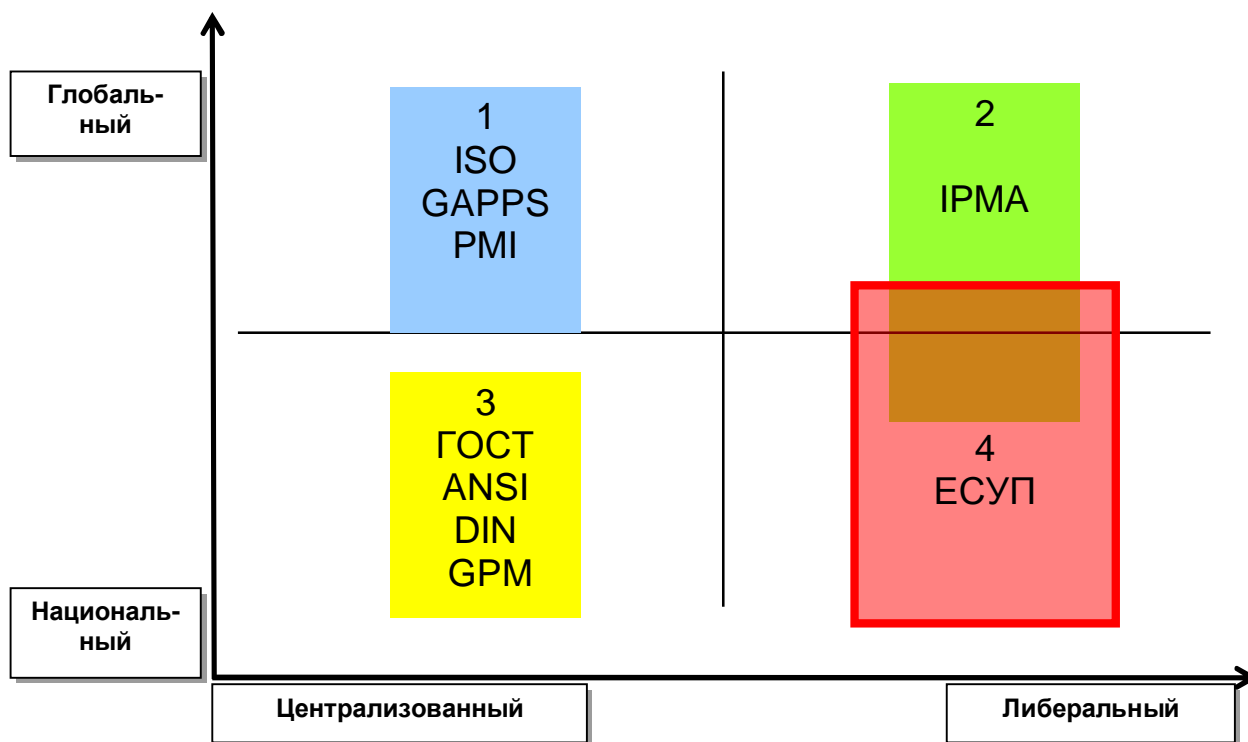 Глобаль-
ный
1
ISO
GAPPS
PMI
2
IPMA
3
ГОСТ
ANSI
DIN
GPM
4
ЕСУП
Националь-
ный
Централизованный
Либеральный